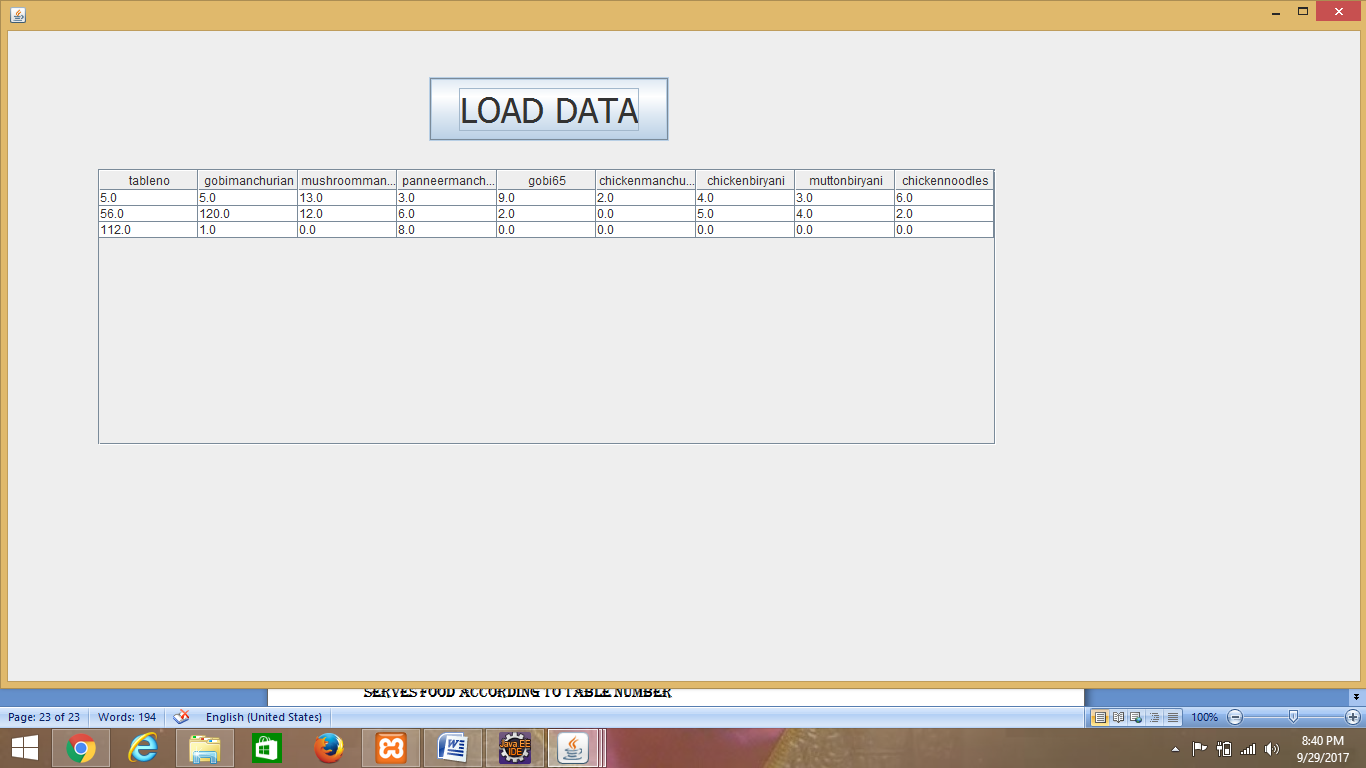 LOAD DATA
tableno gobimanchurian mushroomman... panneermanch... gobi65 chickenmanchu... chickenbiryani muttonbiryani chickennoodles
5.0 5.0 13.0 3.0 9.0 2.0 4.0 3.0 6.0
56.0 120.0 12.0 6.0 2.0 0.0 5.0 4.0 2.0
112.0 1.0 0.0 8.0 0.0 0.0 0.0 0.0 0.0
SERVES FOOD ACCORDING TO TABLE NUMBER
Page: 23 of 23 Words: 194 English (United States) 100%
Java EE
IDE
8:40 PM
9/29/2017